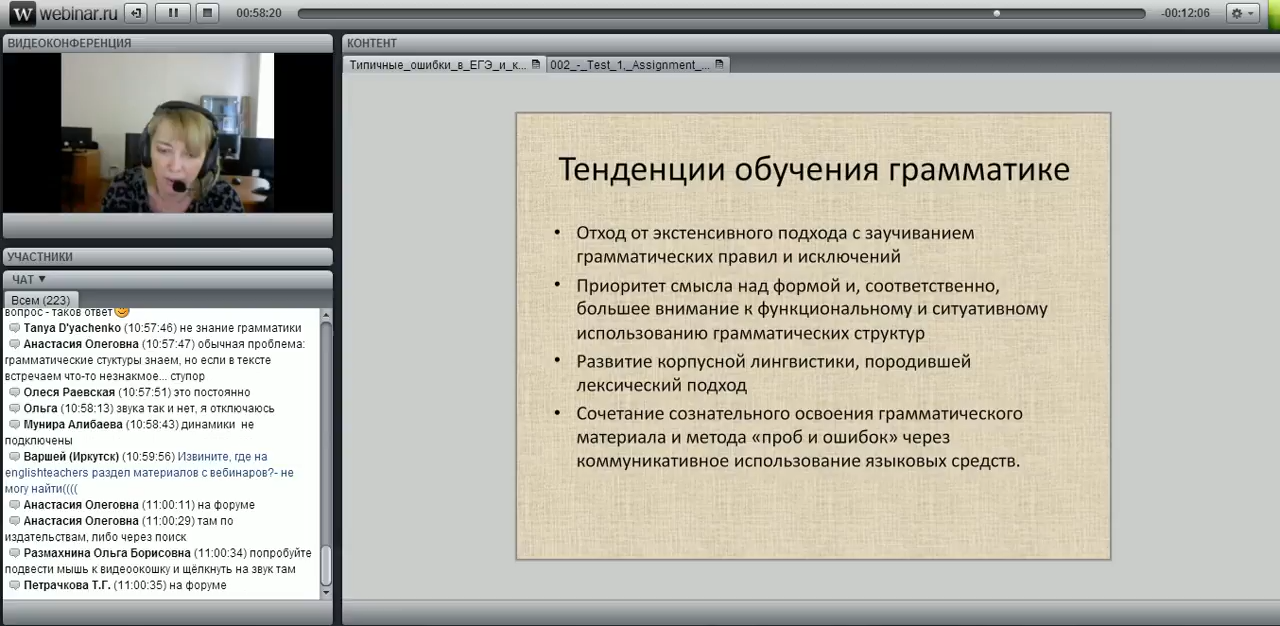 W webinar.ru
00:58:20
-00:12:06
ВИДЕОКОНФЕРЕНЦИЯ
УЧАСТНИКИ
ЧАТ
Всем (223)
вопрос - таков ответ
Tanya D'yachenko (10:57:46) не знание грамматики
Анастасия Олеговна (10:57:47) обычная проблема:
грамматические стуктуры знаем, но если в тексте
встречаем что-то незнакмое... ступор
Олеся Раевская (10:57:51) это постоянно
Ольга (10:58:13) звука так и нет, я отключаюсь
Мунира Алибаева (10:58:43) динамики не
подключены
Варшей (Иркутск) (10:59:56) Извините, где на
englishteachers раздел материалов с вебинаров?- не
могу найти((((
Анастасия Олеговна (11:00:11) на форуме
Анастасия Олеговна (11:00:29) там по
издательствам, либо через поиск
Размахнина Ольга Борисовна (11:00:34) попробуйте
подвести мышь к видеоокошку и щёлкнуть на звук там
Петрачкова Т.Г. (11:00:35) на форуме
КОНТЕНТ
Типичные_ошибки_в_ЕГЭ_и_к...
002_-_Test_1,_Assignment_...
Тенденции обучения грамматике
• Отход от экстенсивного подхода с заучиванием
грамматических правил и исключений
• Приоритет смысла над формой и, соответственно,
большее внимание к функциональному и ситуативному
использованию грамматических структур
• Развитие корпусной лингвистики, породившей
лексический подход
• Сочетание сознательного освоения грамматического
материала и метода «проб и ошибок» через
коммуникативное использование языковых средств.